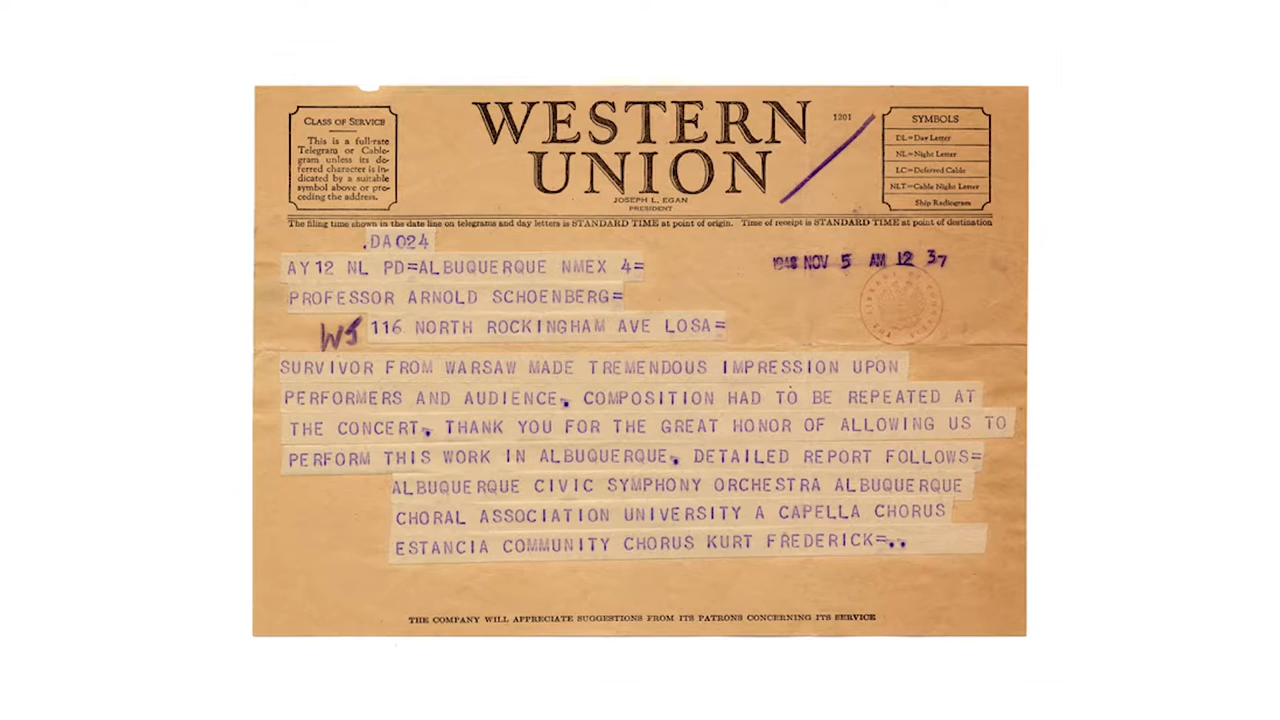 CLASS OF SERVICE
This is a full-rate
Telegram or Cable-
gram unless its de-
ferred character is in-
dicated by a suitable
symbol above or pre-
ceding the address.
WESTERN
UNION
JOSEPH L. EGAN
PRESIDENT
1201
SYMBOLS
DL=Day Letter
NL=Night Letter
LC=Deferred Cable
NLT=Cable Night Letter
Ship Radiogram
The filing time shown in the date line on telegrams and day letters is STANDARD TIME at point of origin. Time of receipt is STANDARD TIME at point of destination
.DA024
AY12 NL PD=ALBUQUERQUE NMEX 4=
1948 NOV 5 AM 12 37
PROFESSOR ARNOLD SCHOENBERG=
THE LIBRARY OF CONGRESS
WS 116 NORTH ROCKINGHAM AVE LOSA=
SURVIVOR FROM WARSAW MADE TREMENDOUS IMPRESSION UPON
PERFORMERS AND AUDIENCE. COMPOSITION HAD TO BE REPEATED AT
THE CONCERT. THANK YOU FOR THE GREAT HONOR OF ALLOWING US TO
PERFORM THIS WORK IN ALBUQUERQUE. DETAILED REPORT FOLLOWS=
ALBUQUERQUE CIVIC SYMPHONY ORCHESTRA ALBUQUERQUE
CHORAL ASSOCIATION UNIVERSITY A CAPELLA CHORUS
ESTANCIA COMMUNITY CHORUS KURT FREDERICK=..
THE COMPANY WILL APPRECIATE SUGGESTIONS FROM ITS PATRONS CONCERNING ITS SERVICE